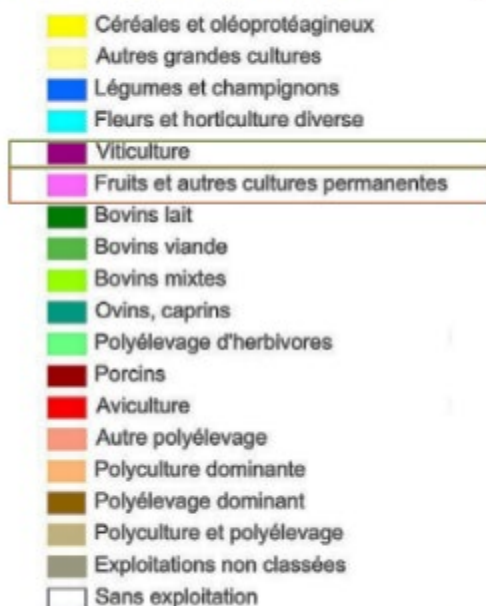 Céréales et oléoprotéagineux
Autres grandes cultures
Légumes et champignons
Fleurs et horticulture diverse
Viticulture
Fruits et autres cultures permanentes
Bovins lait
Bovins viande
Bovins mixtes
Ovins, caprins
Polyélevage d'herbivores
Porcins
Aviculture
Autre polyélevage
Polyculture dominante
Polyélevage dominant
Polyculture et polyélevage
Exploitations non classées
Sans exploitation